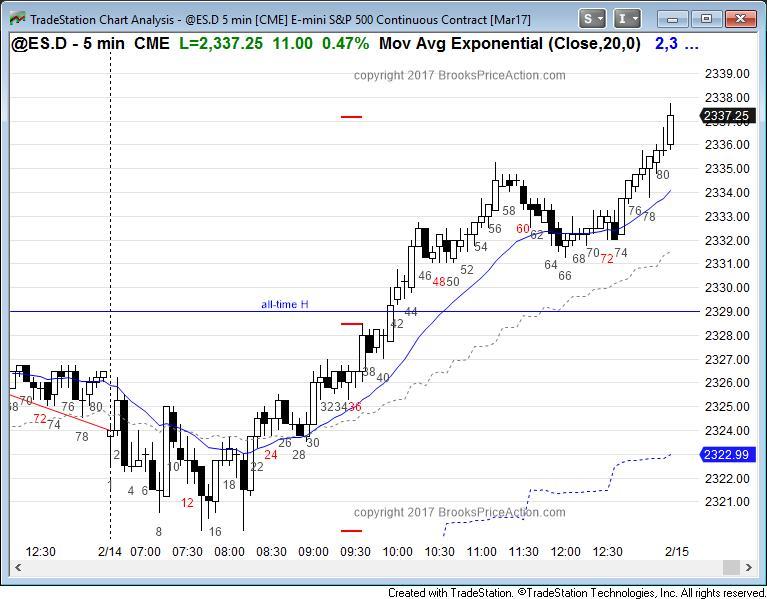 TradeStation Chart Analysis - @ES.D 5 min [CME] E-mini S&P 500 Continuous Contract [Mar17]
S I
@ES.D - 5 min CME L=2,337.25 11.00 0.47% Mov Avg Exponential (Close,20,0) 2,3 ...
copyright 2017 BrooksPriceAction.com
2339.00
2338.00
2337.25
2336.00
2335.00
2334.00
2333.00
2332.00
2331.00
2330.00
2329.00
2328.00
2327.00
2326.00
2325.00
2324.00
2322.99
2322.00
2321.00
all-time H
68 70 72 74 76 78 80
2 4 6 8 10 12 16 18 22 24 26 28 30 32 34 36 38 40 42 44 46 48 50 52 54 56 58 60 62 64 66 68 70 72 74 76 78 80
copyright 2017 BrooksPriceAction.com
12:30 2/14 07:00 07:30 08:00 08:30 09:30 09:30 10:00 10:30 11:00 11:30 12:00 12:30 2/15
Created with TradeStation. ©TradeStation Technologies, Inc. All rights reserved.